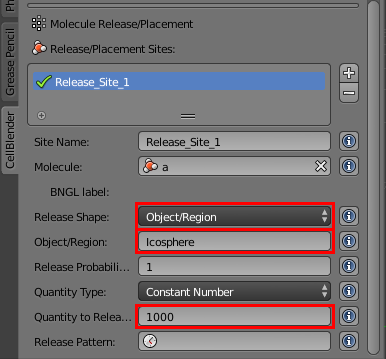 Ph
Grease Pencil
CellBlender
Molecule Release/Placement
Release/Placement Sites:
Release_Site_1
Site Name: Release_Site_1
Molecule: a
BNGL label:
Release Shape: Object/Region
Object/Region: Icosphere
Release Probabili... 1
Quantity Type: Constant Number
Quantity to Relea... 1000
Release Pattern: